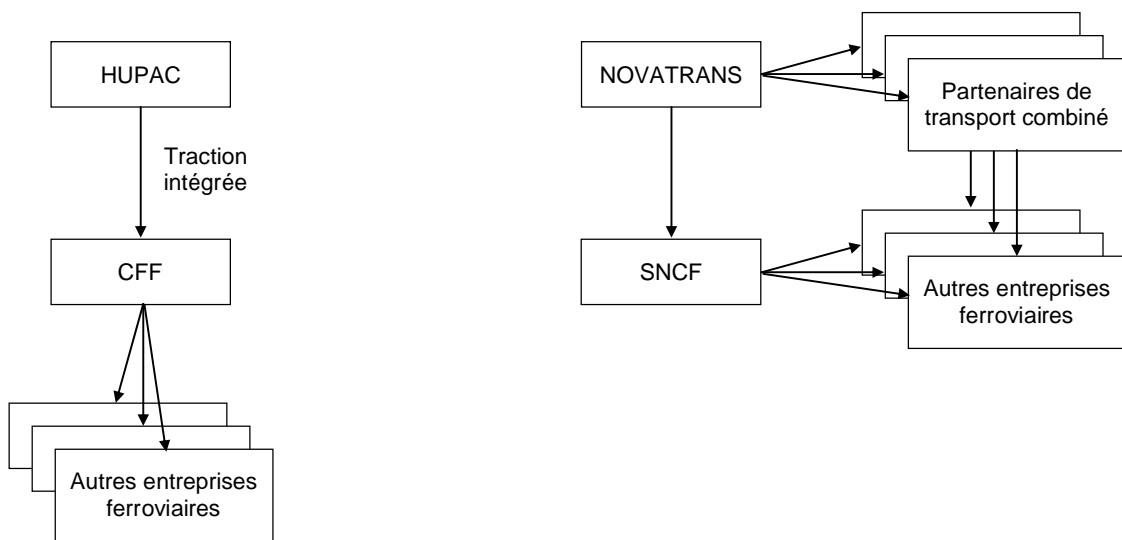 HUPAC
Traction
intégrée
CFF
Autres entreprises
ferroviaires
NOVATRANS
Partenaires de
transport combiné
SNCF
Autres entreprises
ferroviaires